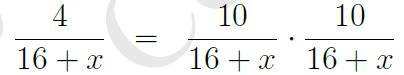 4/(16 + x) = 10/(16 + x) · 10/(16 + x)